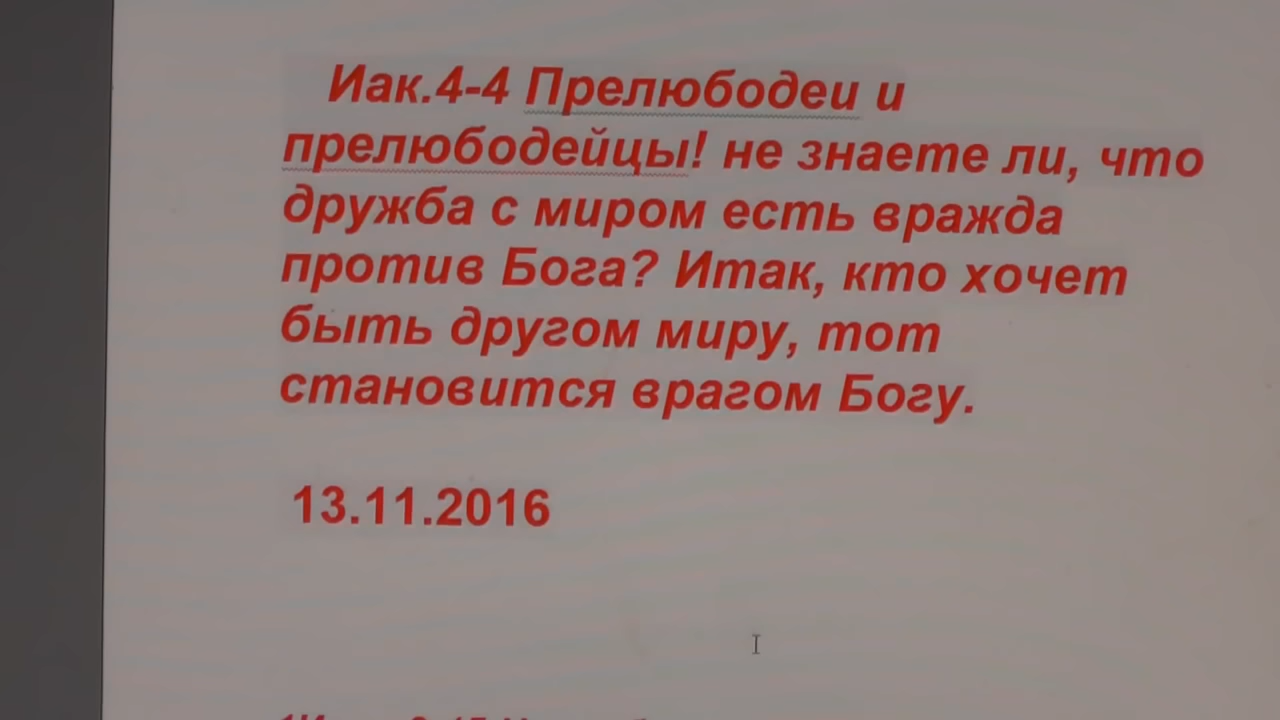 Иак.4-4 Прелюбодеи и
прелюбодейцы! не знаете ли, что
дружба с миром есть вражда
против Бога? Итак, кто хочет
быть другом миру, тот
становится врагом Богу.
13.11.2016